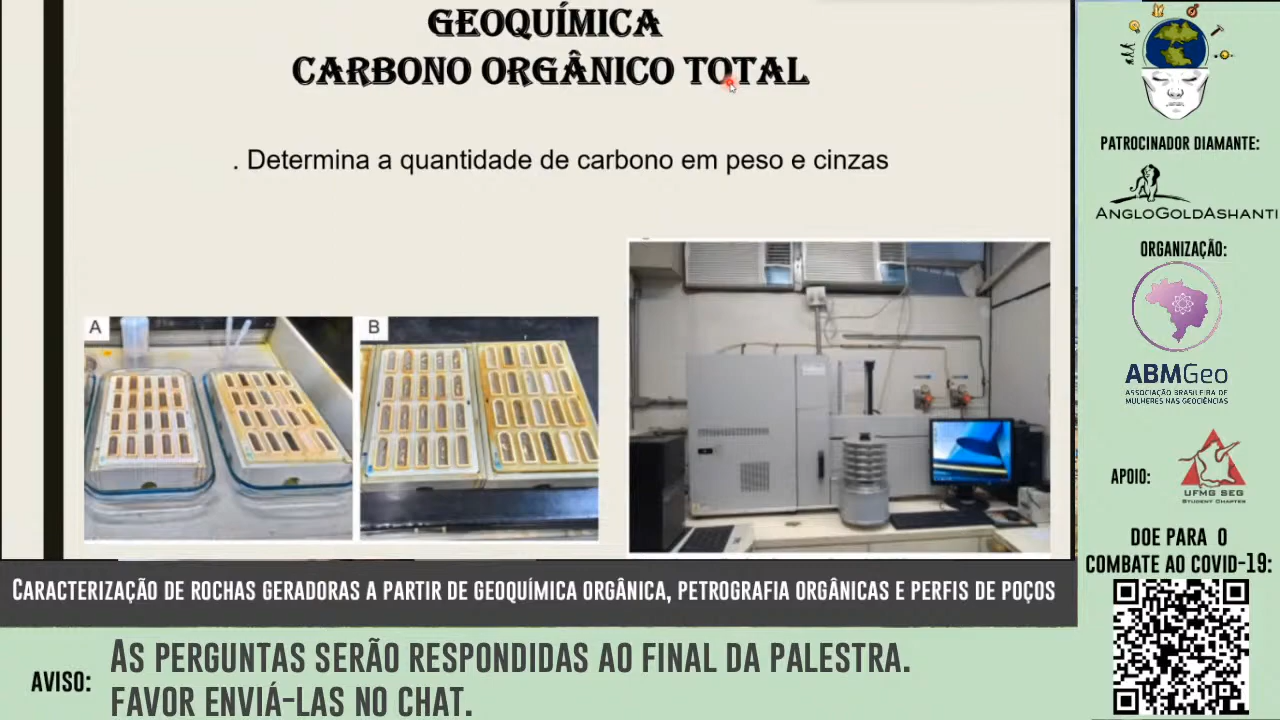 GEOQUÍMICA
CARBONO ORGÂNICO TOTAL
. Determina a quantidade de carbono em peso e cinzas
A
B
CARACTERIZAÇÃO DE ROCHAS GERADORAS A PARTIR DE GEOQUÍMICA ORGÂNICA, PETROGRAFIA ORGÂNICAS E PERFIS DE POÇOS
AVISO:
AS PERGUNTAS SERÃO RESPONDIDAS AO FINAL DA PALESTRA.
FAVOR ENVIÁ-LAS NO CHAT.
PATROCINADOR DIAMANTE:
ANGLOGOLDASHANTI
ORGANIZAÇÃO:
ABMGeo
ASSOCIAÇÃO BRASILEIRA DE
MULHERES NAS GEOCIÊNCIAS
APOIO:
UFMG SEG
STUDENT CHAPTER
DOE PARA O
COMBATE AO COVID-19: